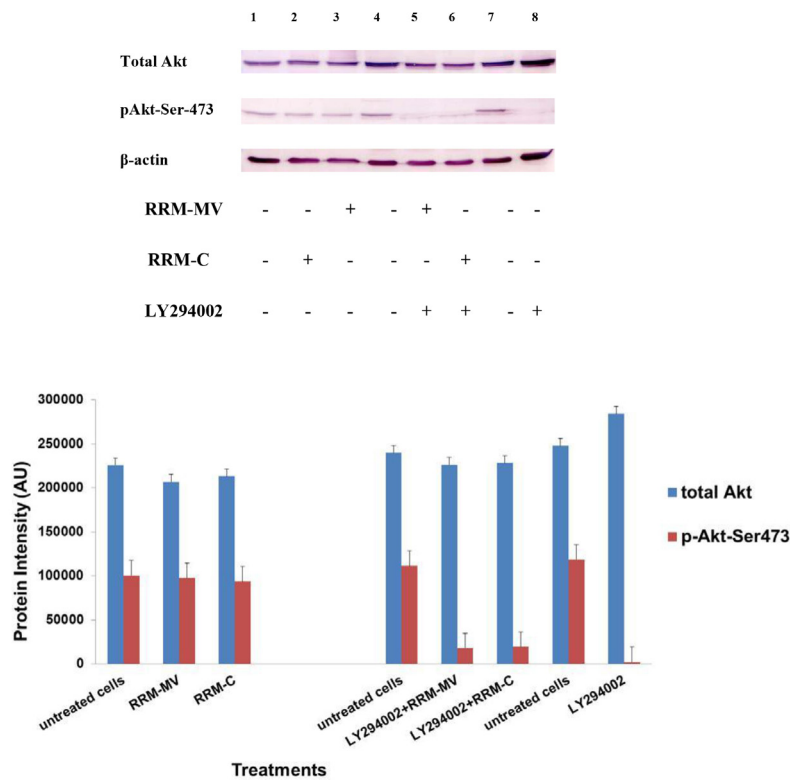 1 2 3 4 5 6 7 8
Total Akt
pAkt-Ser-473
β-actin
RRM-MV - - + - + - - -
RRM-C - + - - - + - -
LY294002 - - - - + + - +
300000
250000
200000
150000
100000
50000
0
Protein Intensity (AU)
total Akt
p-Akt-Ser473
untreated cells
RRM-MV
RRM-C
untreated cells
LY294002+RRM-MV
LY294002+RRM-C
untreated cells
LY294002
Treatments